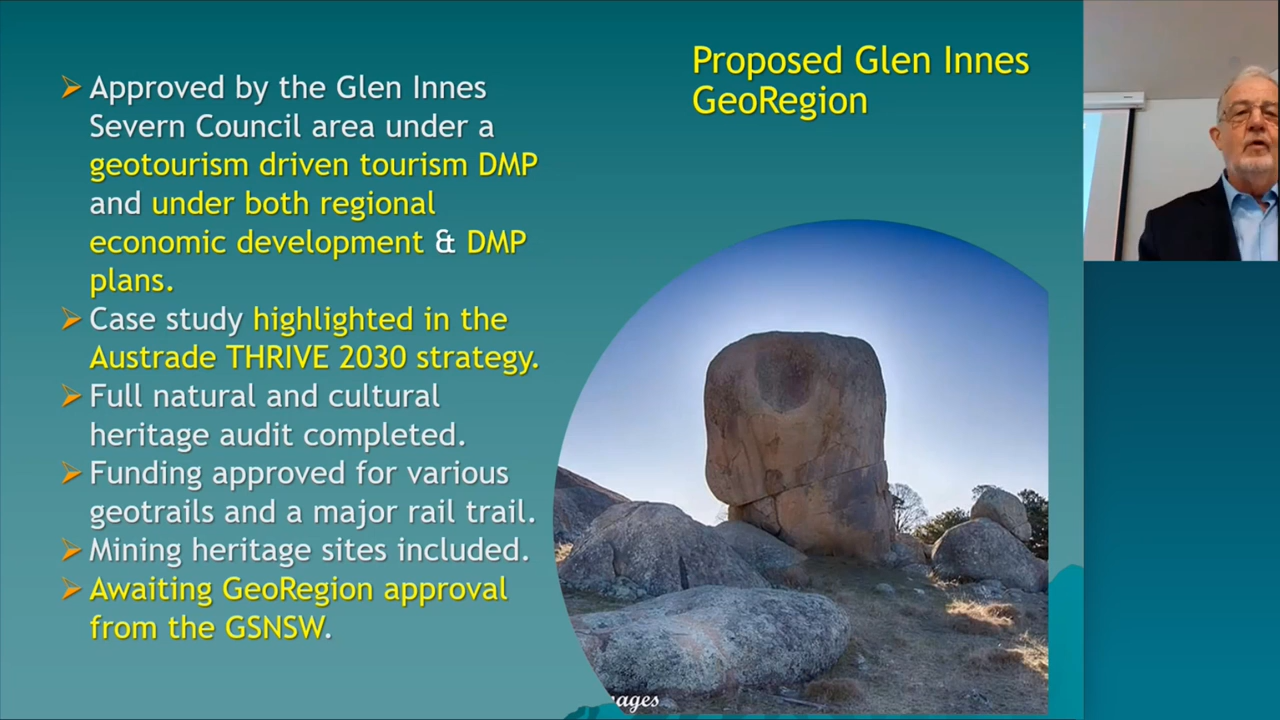 Proposed Glen Innes
GeoRegion
➢ Approved by the Glen Innes
Severn Council area under a
geotourism driven tourism DMP
and under both regional
economic development & DMP
plans.
➢ Case study highlighted in the
Austrade THRIVE 2030 strategy.
➢ Full natural and cultural
heritage audit completed.
➢ Funding approved for various
geotrails and a major rail trail.
➢ Mining heritage sites included.
➢ Awaiting GeoRegion approval
from the GSNSW.